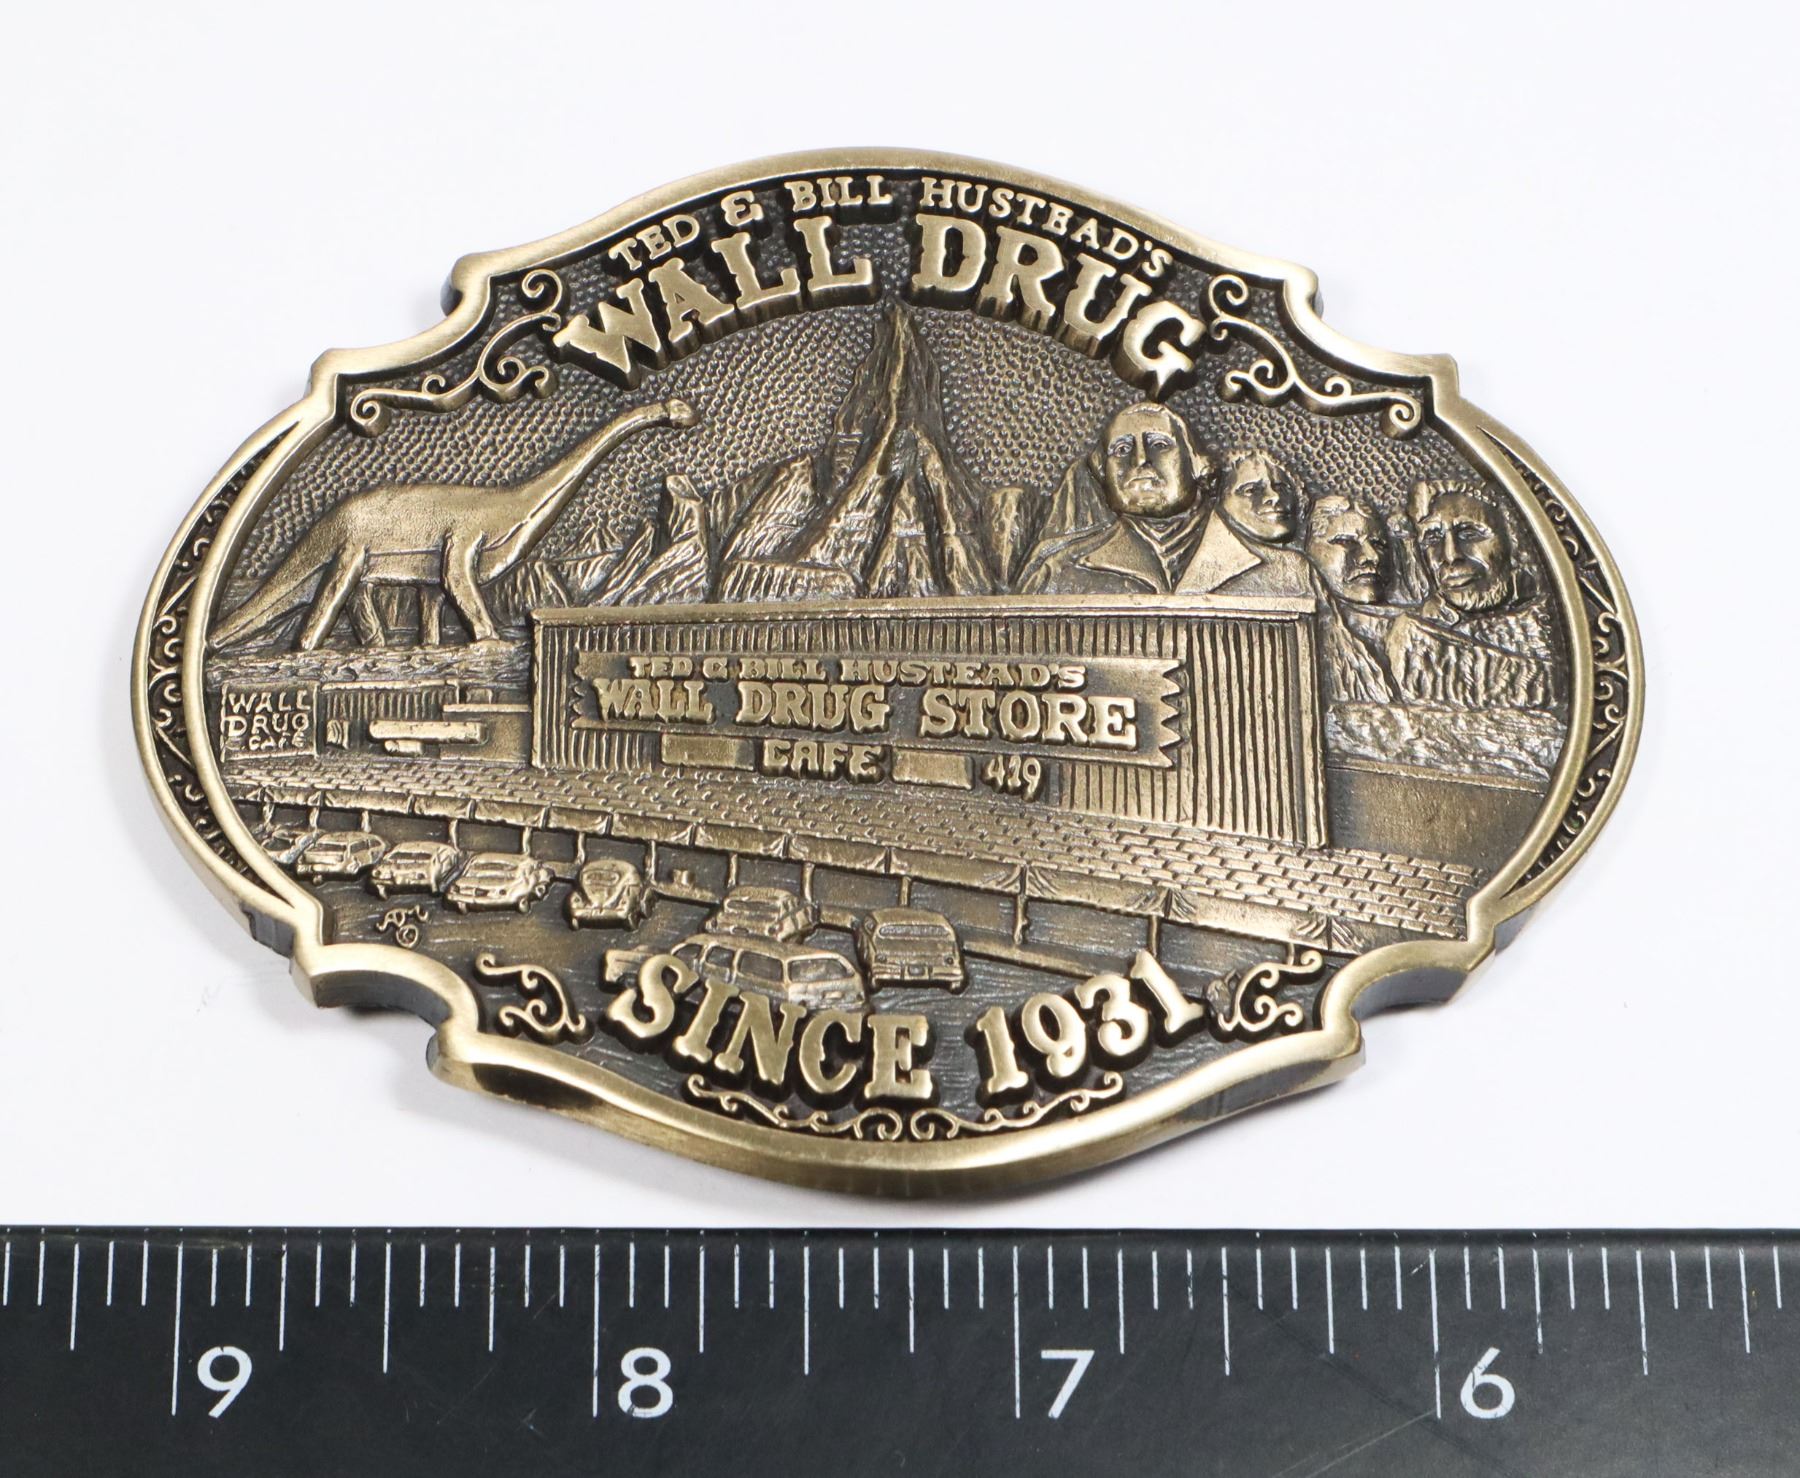 TED & BILL HUSTEAD'S
WALL DRUG
TED & BILL HUSTEAD'S
WALL DRUG STORE
CAFE 419
WALL
DRUG
CAFE
SINCE 1931
9 8 7 6